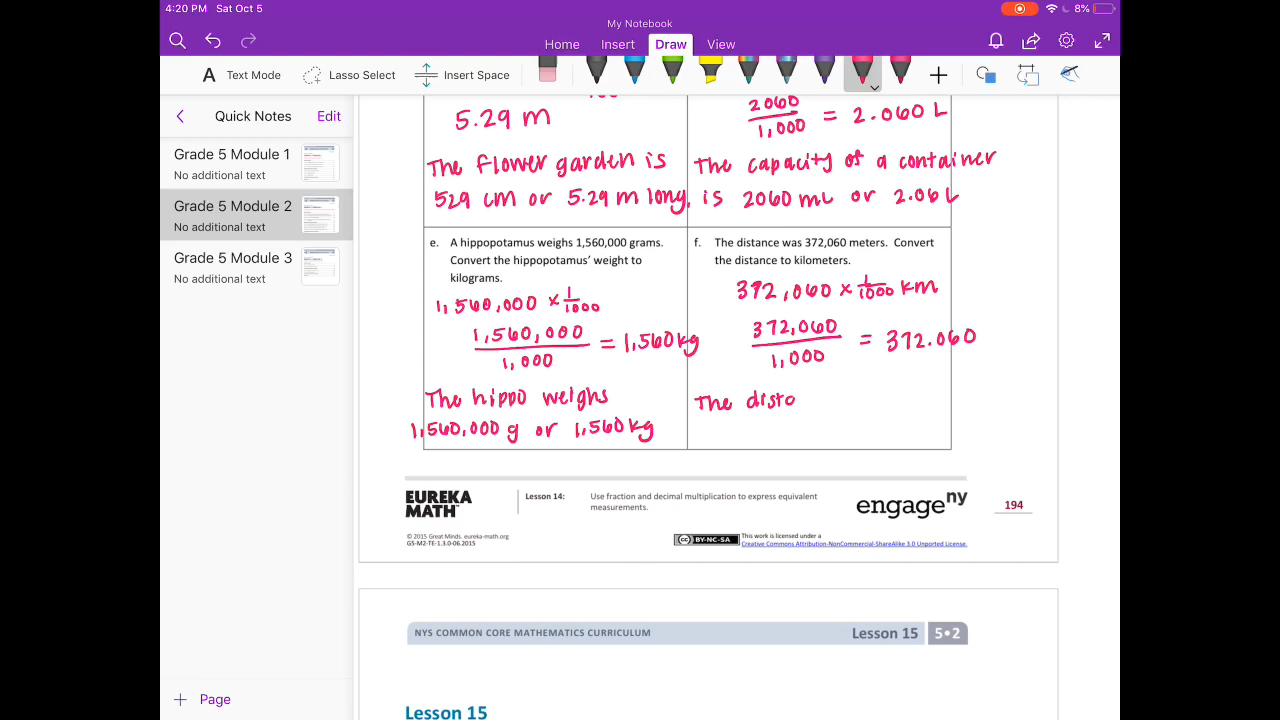 4:20 PM Sat Oct 5
8%
My Notebook
Home Insert Draw View
A Text Mode Lasso Select Insert Space
Quick Notes Edit
Grade 5 Module 1
No additional text
Grade 5 Module 2
No additional text
Grade 5 Module 3
No additional text
Page
5.29 m
The flower garden is
529 cm or 5.29 m long.
2060
1,000
= 2.060 L
The capacity of a container
is 2060 mL or 2.06 L
e. A hippopotamus weighs 1,560,000 grams.
Convert the hippopotamus’ weight to
kilograms.
1,560,000 × 1/1000
1,560,000
1,000
= 1,560 kg
The hippo weighs
1,560,000 g or 1,560 kg
f. The distance was 372,060 meters. Convert
the distance to kilometers.
372,060 × 1/1000 km
372,060
1,000
= 372.060
The dista
EUREKA
MATH™
Lesson 14: Use fraction and decimal multiplication to express equivalent
measurements.
engageny
194
© 2015 Great Minds. eureka-math.org
G5-M2-TE-1.3.0-06.2015
CC BY-NC-SA
This work is licensed under a
Creative Commons Attribution-NonCommercial-ShareAlike 3.0 Unported License.
NYS COMMON CORE MATHEMATICS CURRICULUM Lesson 15 5•2
Lesson 15